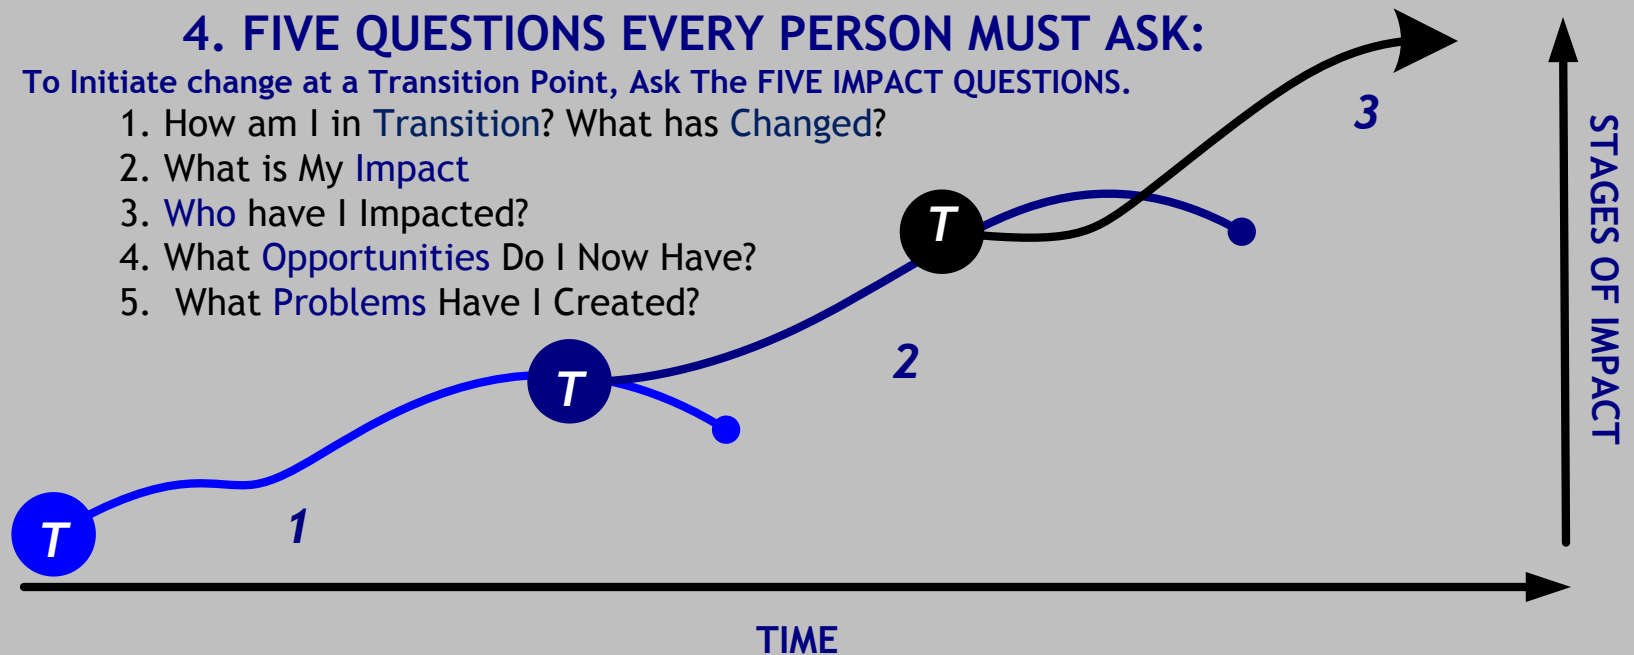 4. FIVE QUESTIONS EVERY PERSON MUST ASK:
To Initiate change at a Transition Point, Ask The FIVE IMPACT QUESTIONS.
1. How am I in Transition? What has Changed?
2. What is My Impact
3. Who have I Impacted?
4. What Opportunities Do I Now Have?
5. What Problems Have I Created?
3
T
2
T
1
T
STAGES OF IMPACT
TIME